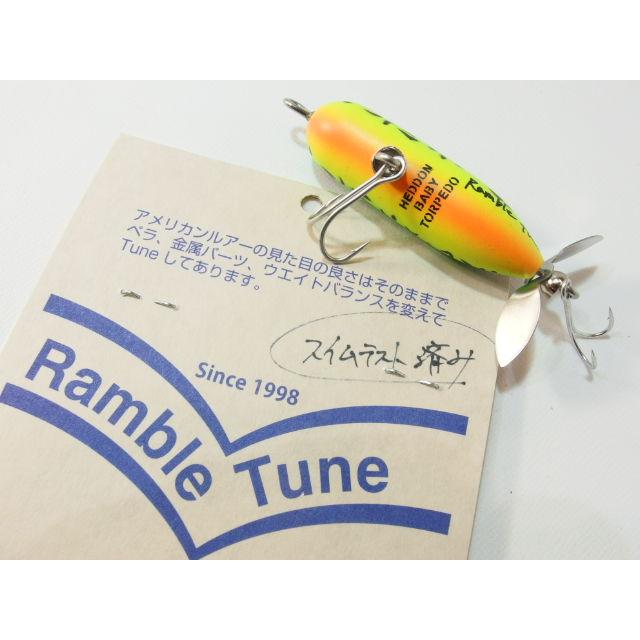 HEDDON
BABY
TORPEDO
Ramble
アメリカンルアーの見た目の良さはそのままで
ペラ、金属パーツ、ウエイトバランスを変えて
Tune してあります。
スイムテスト済み
Since 1998
Ramble Tune